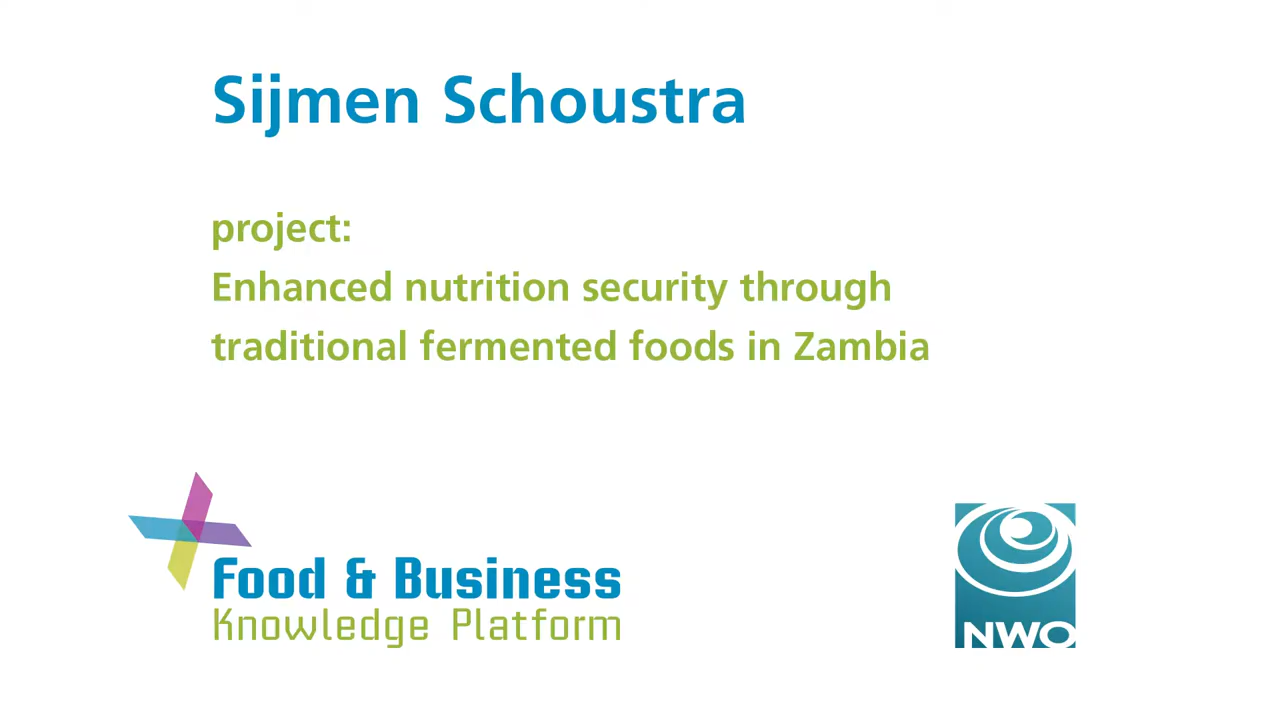 Sijmen Schoustra
project:
Enhanced nutrition security through
traditional fermented foods in Zambia
Food & Business
Knowledge Platform
NWO